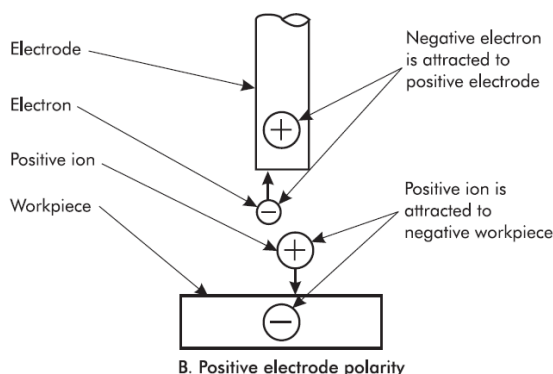 Electrode
Electron
Positive ion
Workpiece
Negative electron
is attracted to
positive electrode
+
−
+
−
Positive ion is
attracted to
negative workpiece
B. Positive electrode polarity